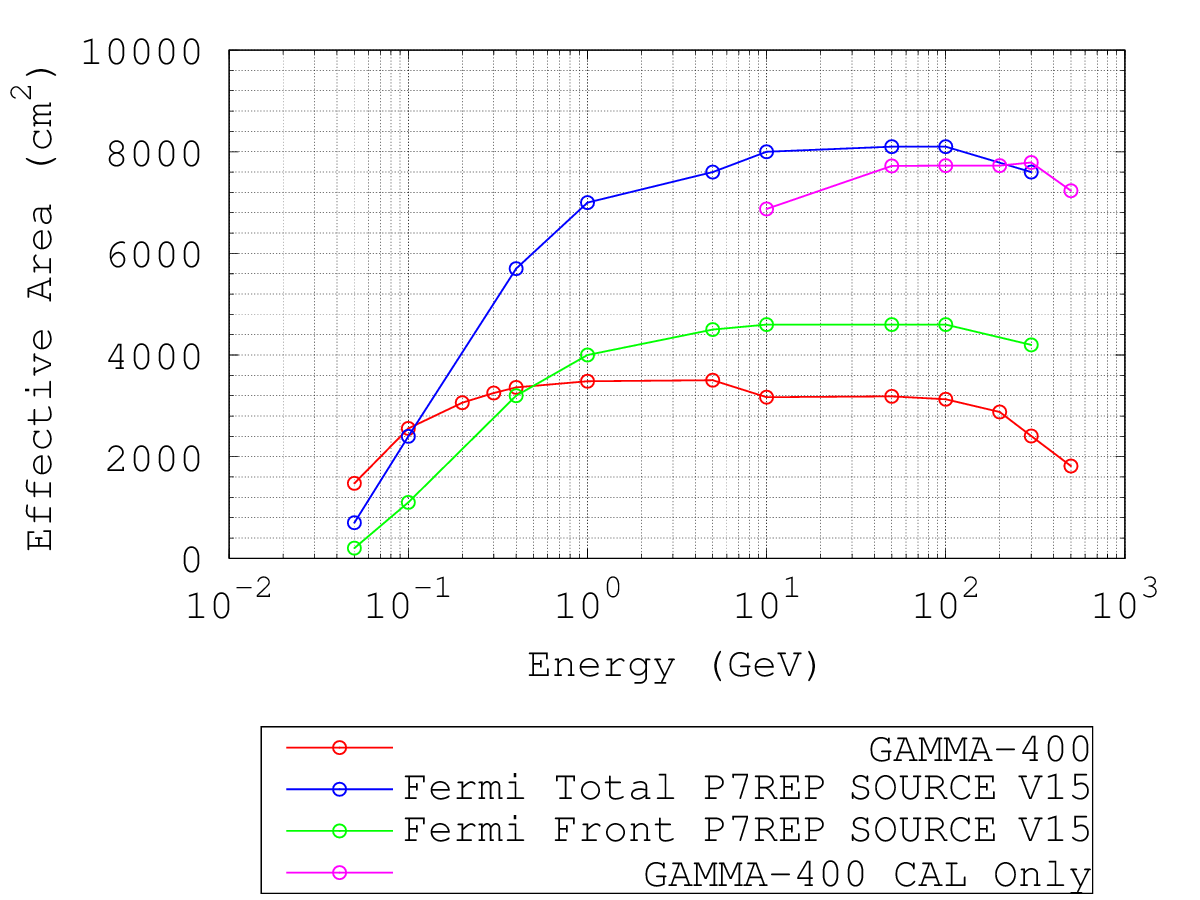 10000
8000
6000
4000
2000
0
Effective Area (cm²)
10⁻² 10⁻¹ 10⁰ 10¹ 10² 10³
Energy (GeV)
GAMMA-400
Fermi Total P7REP SOURCE V15
Fermi Front P7REP SOURCE V15
GAMMA-400 CAL Only